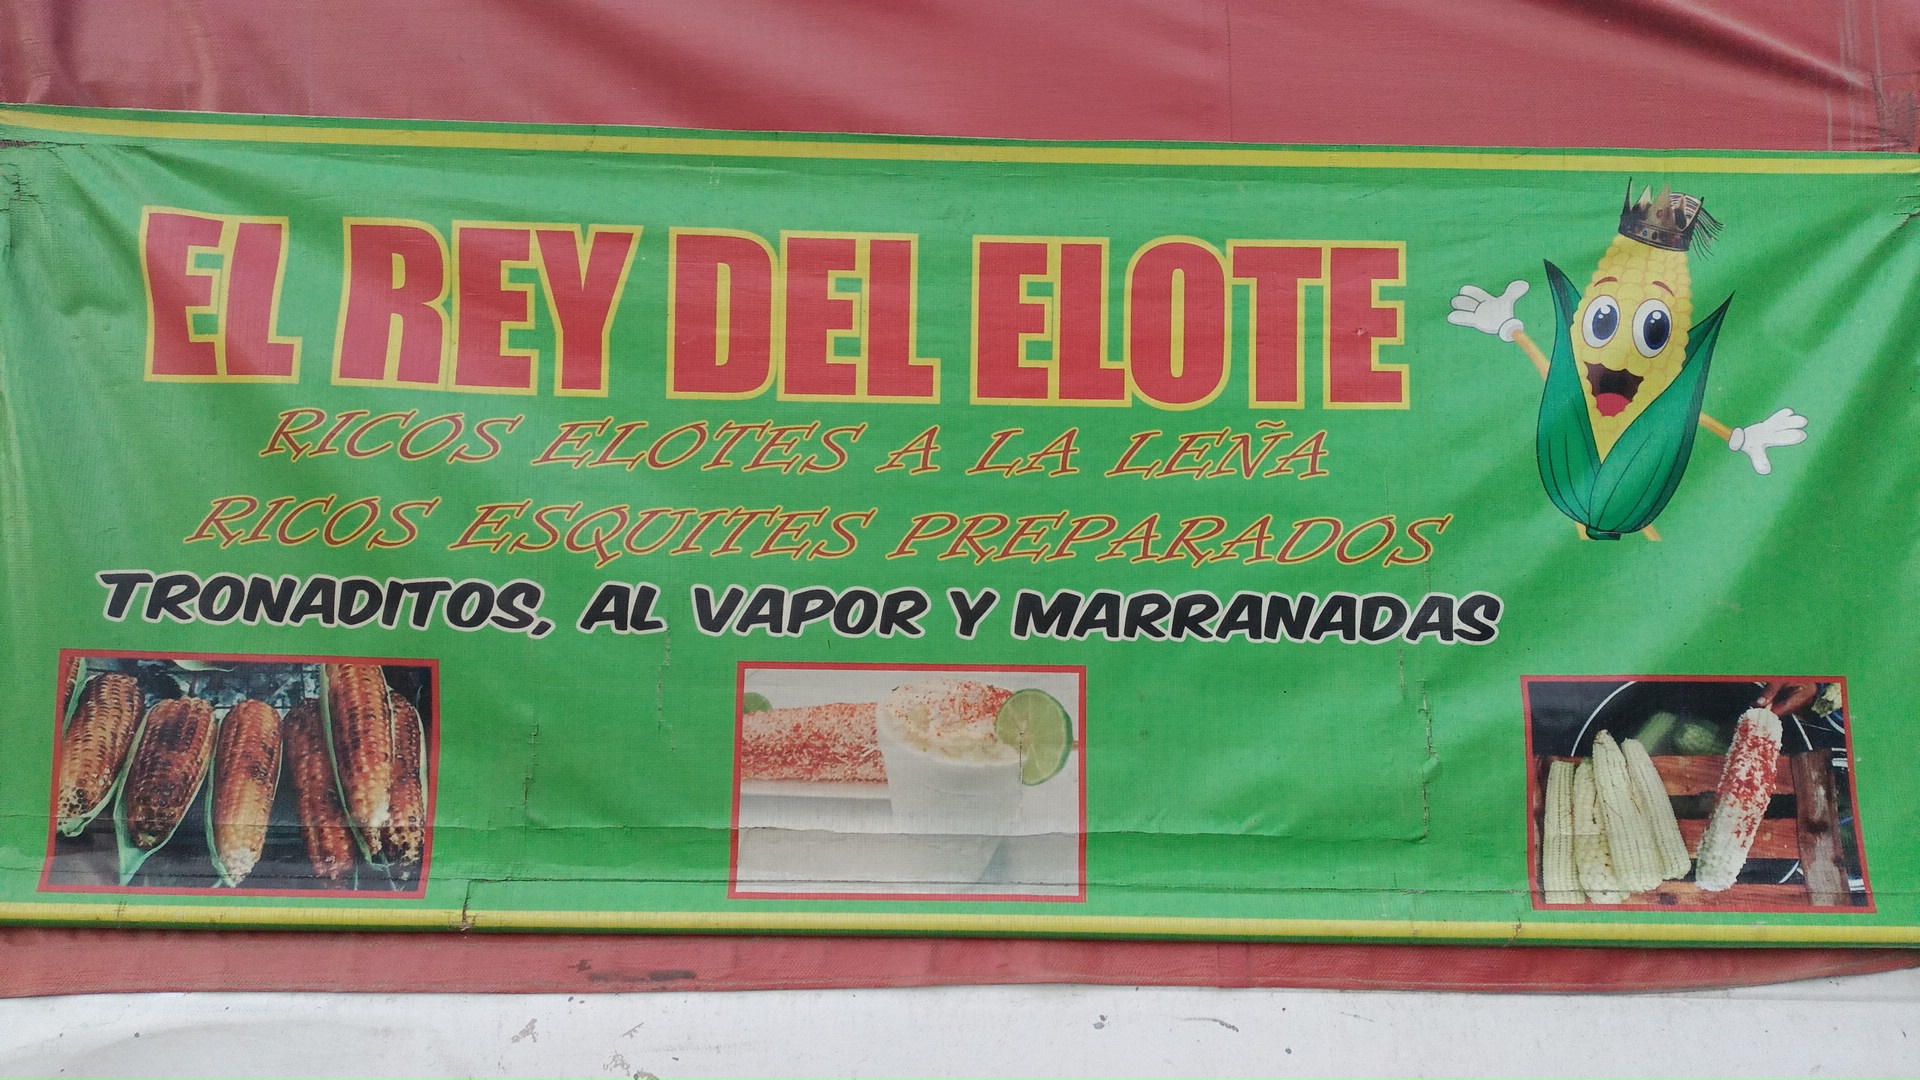 EL REY DEL ELOTE
RICOS ELOTES A LA LEÑA
RICOS ESQUITES PREPARADOS
TRONADITOS, AL VAPOR Y MARRANADAS